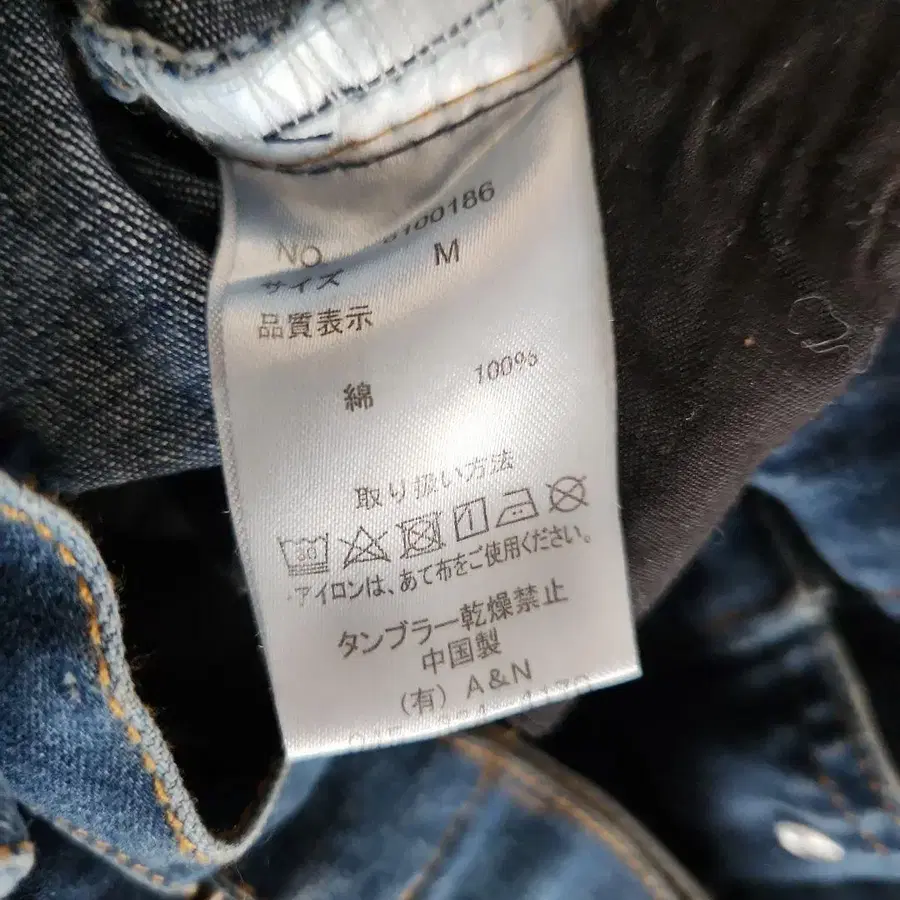 NO. 8100186
サイズ M
品質表示
綿 100%
取り扱い方法
30
・アイロンは、あて布をご使用ください。
タンブラー乾燥禁止
中国製
(有) A&N